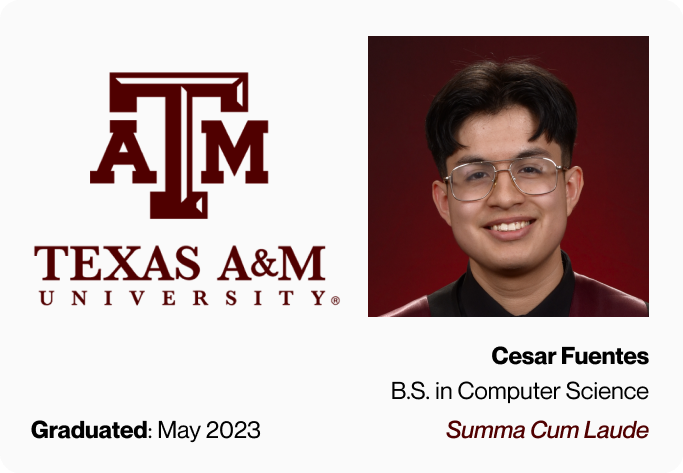 ATM
TEXAS A&M
UNIVERSITY®
Cesar Fuentes
B.S. in Computer Science
Graduated: May 2023
Summa Cum Laude